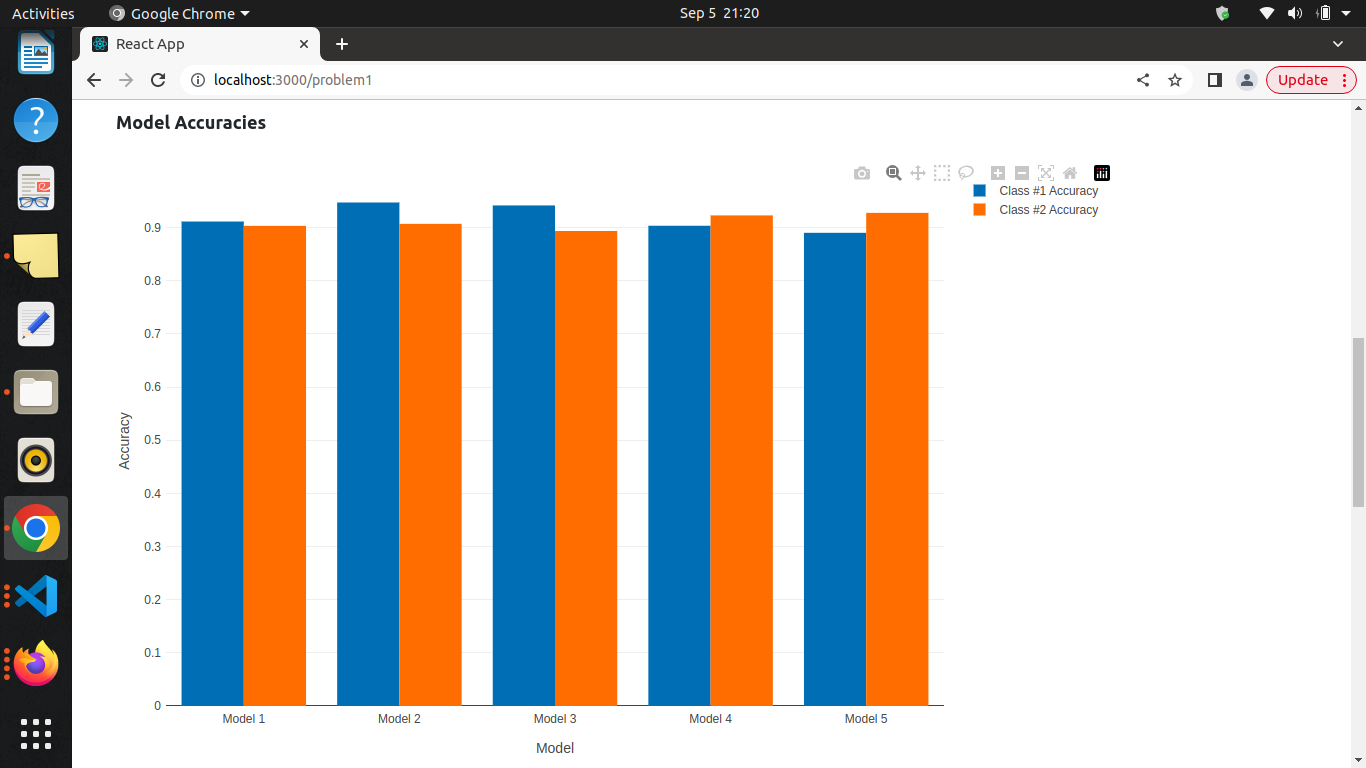 Activities
Google Chrome
Sep 5 21:20
React App
localhost:3000/problem1
Update
Model Accuracies
Class #1 Accuracy
Class #2 Accuracy
0.9
0.8
0.7
0.6
0.5
0.4
0.3
0.2
0.1
0
Accuracy
Model 1
Model 2
Model 3
Model 4
Model 5
Model